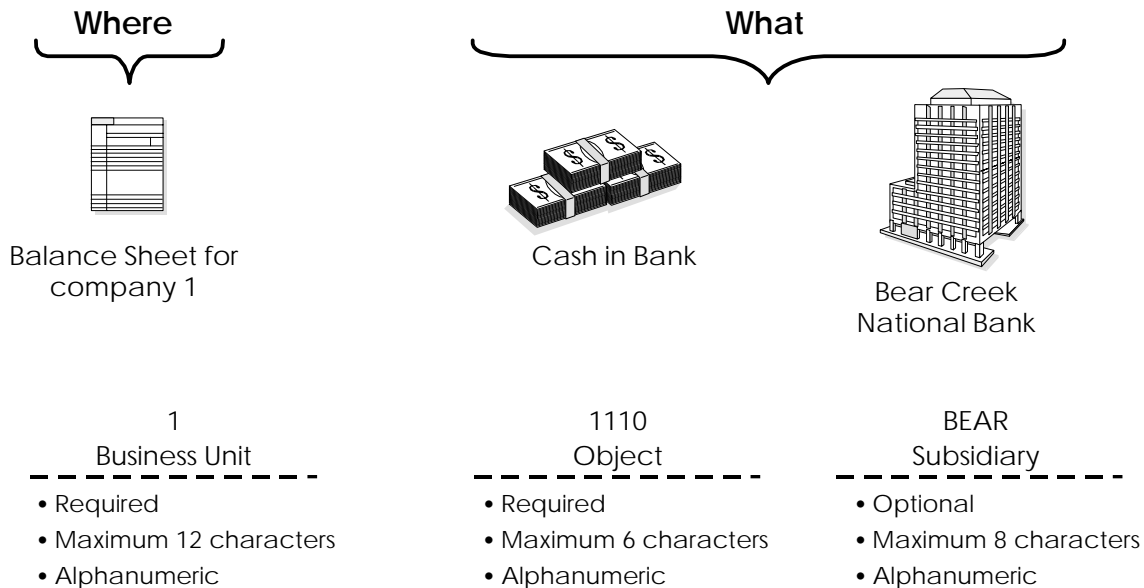 Where
What
Balance Sheet for
company 1
Cash in Bank
Bear Creek
National Bank
1
Business Unit
• Required
• Maximum 12 characters
• Alphanumeric
1110
Object
• Required
• Maximum 6 characters
• Alphanumeric
BEAR
Subsidiary
• Optional
• Maximum 8 characters
• Alphanumeric